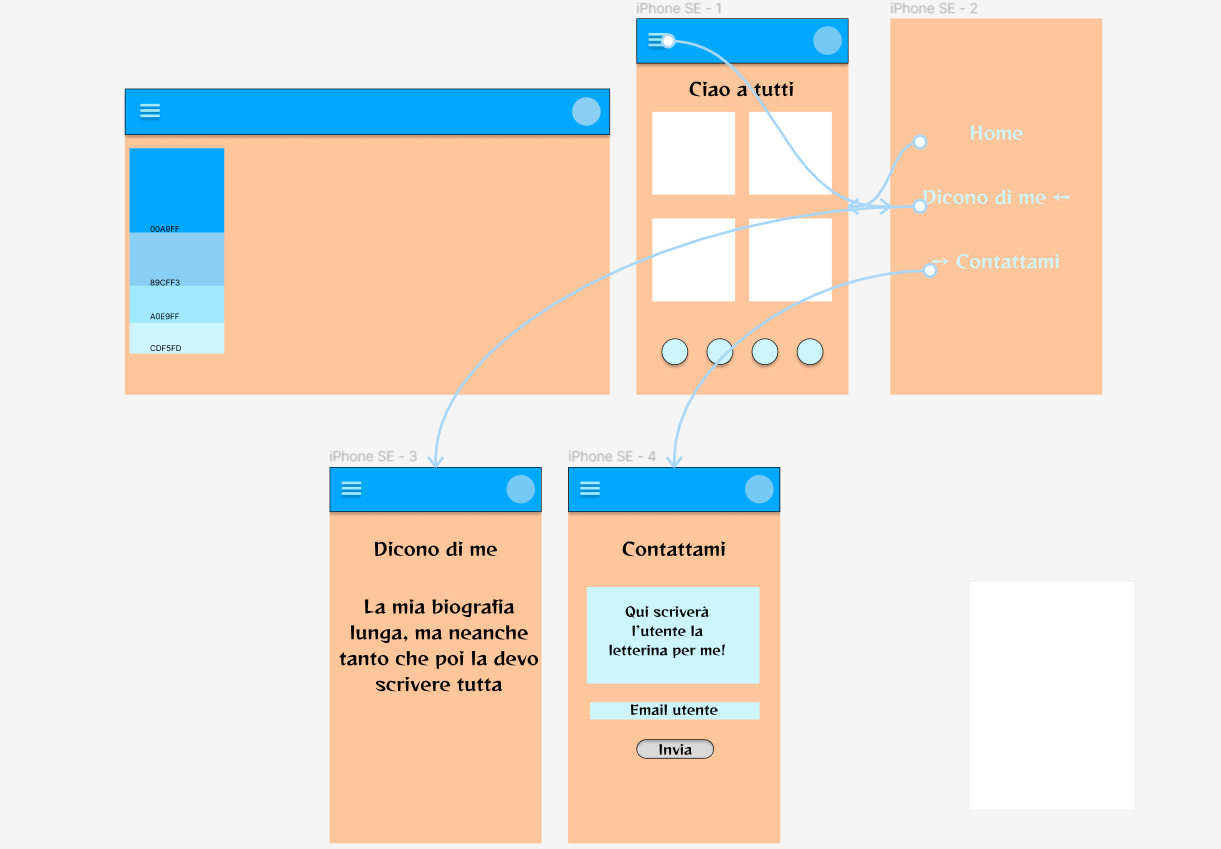 iPhone SE - 1
iPhone SE - 2
Ciao a tutti
Home
Dicono di me ←
→ Contattami
00A9FF
89CFF3
A0E9FF
CDF5FD
iPhone SE - 3
iPhone SE - 4
Dicono di me
La mia biografia
lunga, ma neanche
tanto che poi la devo
scrivere tutta
Contattami
Qui scriverà
l'utente la
letterina per me!
Email utente
Invia